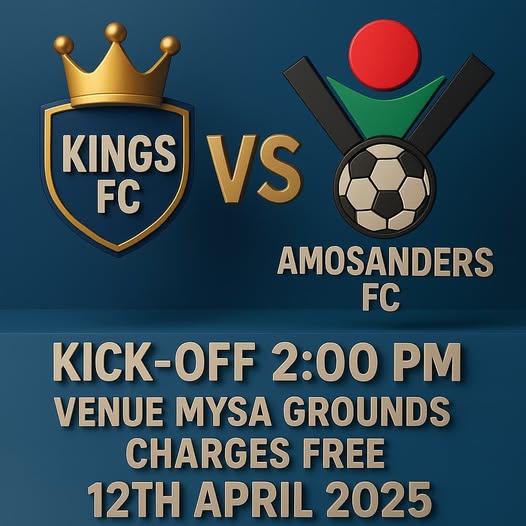 KINGS
FC
VS
AMOSANDERS
FC
KICK-OFF 2:00 PM
VENUE MYSA GROUNDS
CHARGES FREE
12TH APRIL 2025